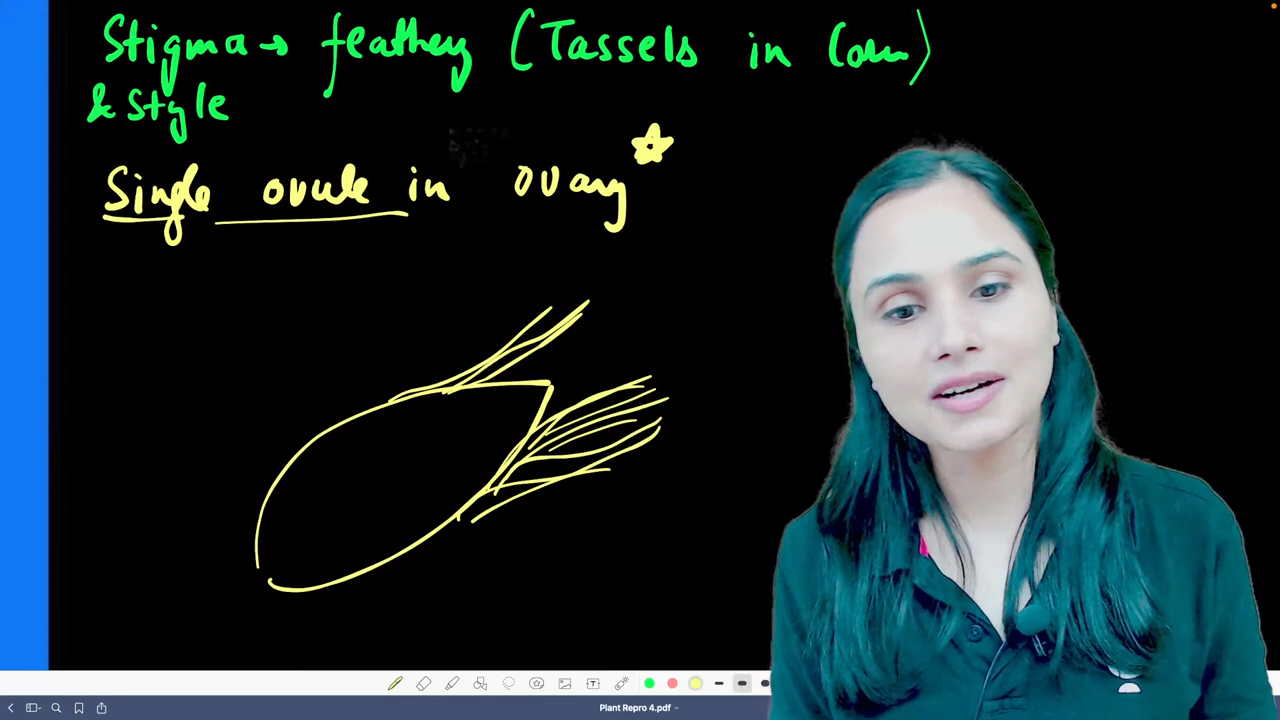 Stigma → feathery (Tassels in Corn)
& Style
Single ovule in ovary
Plant Repro 4.pdf